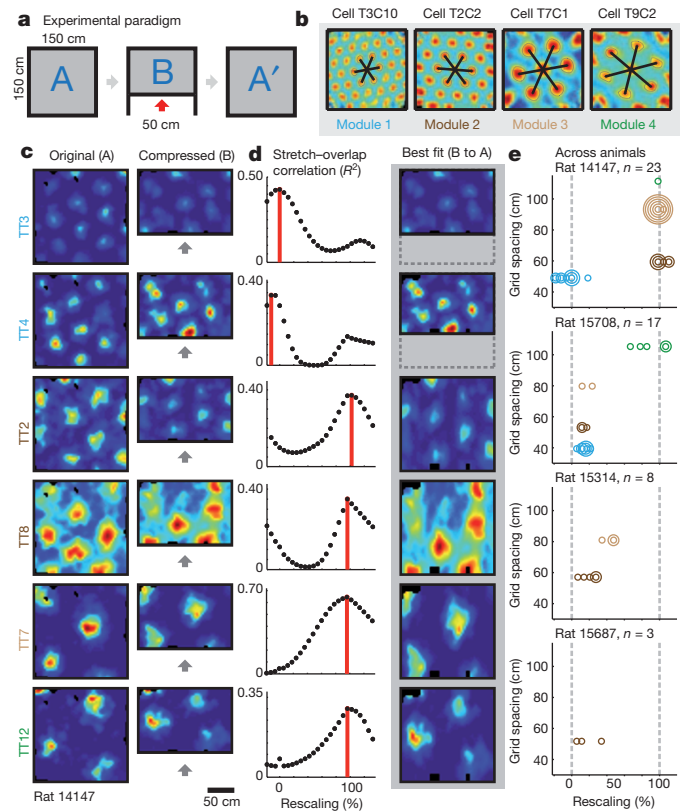 a Experimental paradigm
150 cm
150 cm
A
B
A′
50 cm
b
Cell T3C10 Cell T2C2 Cell T7C1 Cell T9C2
Module 1 Module 2 Module 3 Module 4
c Original (A) Compressed (B)
d Stretch–overlap correlation (R²)
Best fit (B to A)
e Across animals
TT3
0.50
0
TT4
0.40
0
TT2
0.40
0
TT8
0.40
0
TT7
0.70
0
TT12
0.35
0
Rat 14147
50 cm
0 50 100
Rescaling (%)
Rat 14147, n = 23
Grid spacing (cm)
100
80
60
40
Rat 15708, n = 17
Grid spacing (cm)
100
80
60
40
Rat 15314, n = 8
Grid spacing (cm)
100
80
60
40
Rat 15687, n = 3
Grid spacing (cm)
100
80
60
40
0 50 100
Rescaling (%)